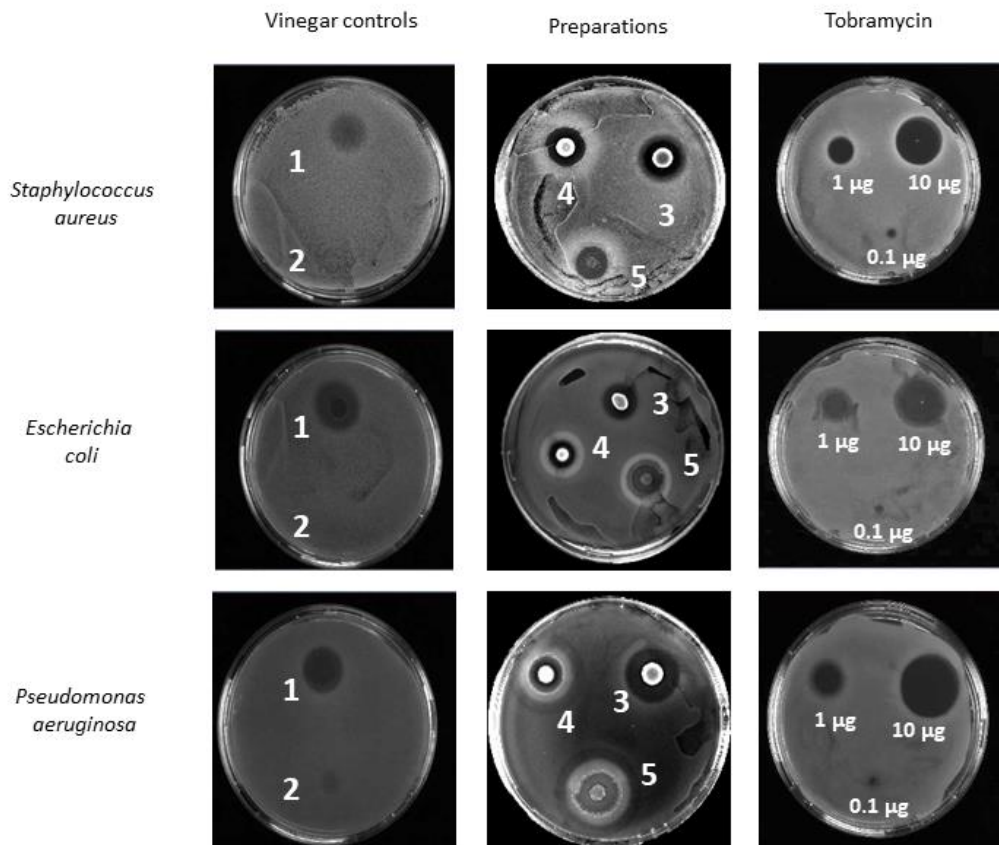 Vinegar controls
Preparations
Tobramycin
Staphylococcus
aureus
1
2
4
3
5
1 µg
10 µg
0.1 µg
Escherichia
coli
1
2
3
4
5
1 µg
10 µg
0.1 µg
Pseudomonas
aeruginosa
1
2
3
4
5
1 µg
10 µg
0.1 µg